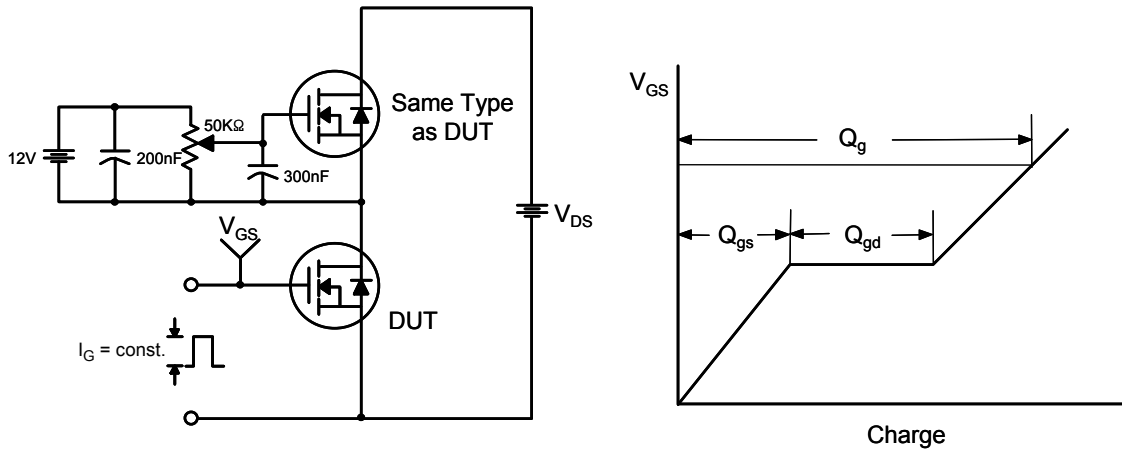 12V
200nF
50KΩ
300nF
Same Type
as DUT
V_DS
V_GS
DUT
I_G = const.
V_GS
Q_g
Q_gs
Q_gd
Charge